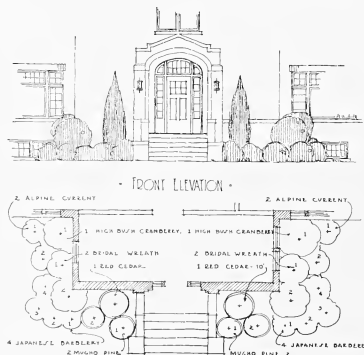 • FRONT ELEVATION •
2 ALPINE CURRENT
2 ALPINE CURRENT
1 HIGH BUSH CRANBERRY.
1 HIGH BUSH CRANBERRY
2 BRIDAL WREATH
2 BRIDAL WREATH
1 RED CEDAR.
1 RED CEDAR-10'
4 JAPANESE BARBERY
4 JAPANESE BARBERY
2 MUGHO PINE
MUGHO PINE 2